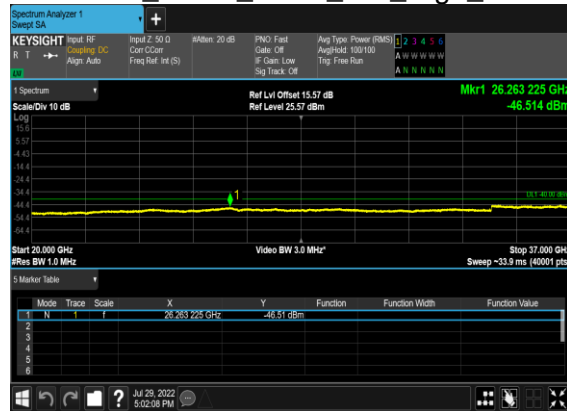 Spectrum Analyzer 1
Swept SA
+
KEYSIGHT Input: RF Input Z: 50 Ω #Atten: 20 dB PNO: Fast Avg Type: Power (RMS) 1 2 3 4 5 6
R T Coupling: DC Corr CCorr Gate: Off Avg|Hold: 100/100 A W W W W W
Align: Auto Freq Ref: Int (S) IF Gain: Low Trig: Free Run
Sig Track: Off A N N N N N
1 Spectrum Ref Lvl Offset 15.57 dB Mkr1 26.263 225 GHz
Scale/Div 10 dB Ref Level 25.57 dBm -46.514 dBm
Log
15.6
5.57
-4.43
-14.4
-24.4
-34.4
-44.4
-54.4
-64.4
1
DL1 -40.00 dBm
Start 20.000 GHz Video BW 3.0 MHz* Stop 37.000 GHz
#Res BW 1.0 MHz Sweep ~33.9 ms (40001 pts)
5 Marker Table
Mode Trace Scale X Y Function Function Width Function Value
1 N 1 f 26.263 225 GHz -46.51 dBm
2
3
4
5
6
? Jul 29, 2022
5:02:08 PM